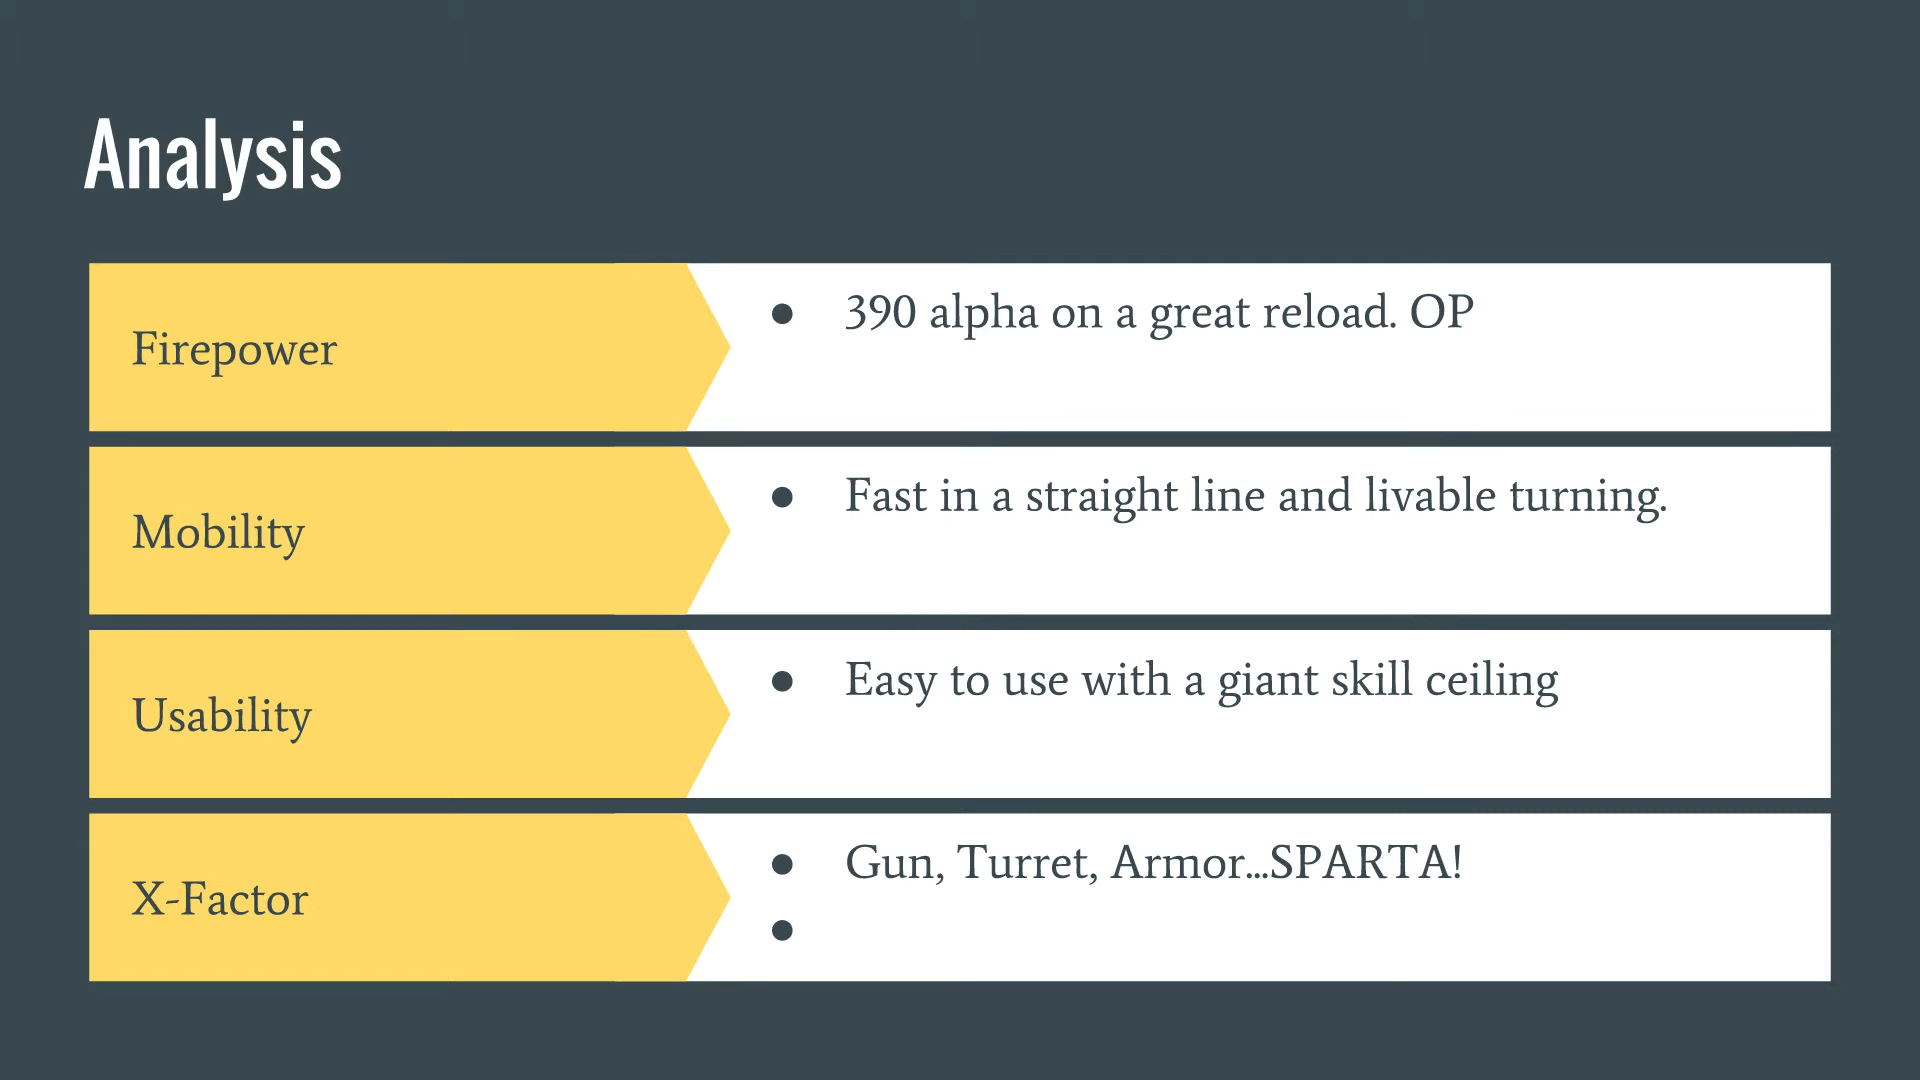 Analysis
Firepower
● 390 alpha on a great reload. OP
Mobility
● Fast in a straight line and livable turning.
Usability
● Easy to use with a giant skill ceiling
X-Factor
● Gun, Turret, Armor...SPARTA!
●